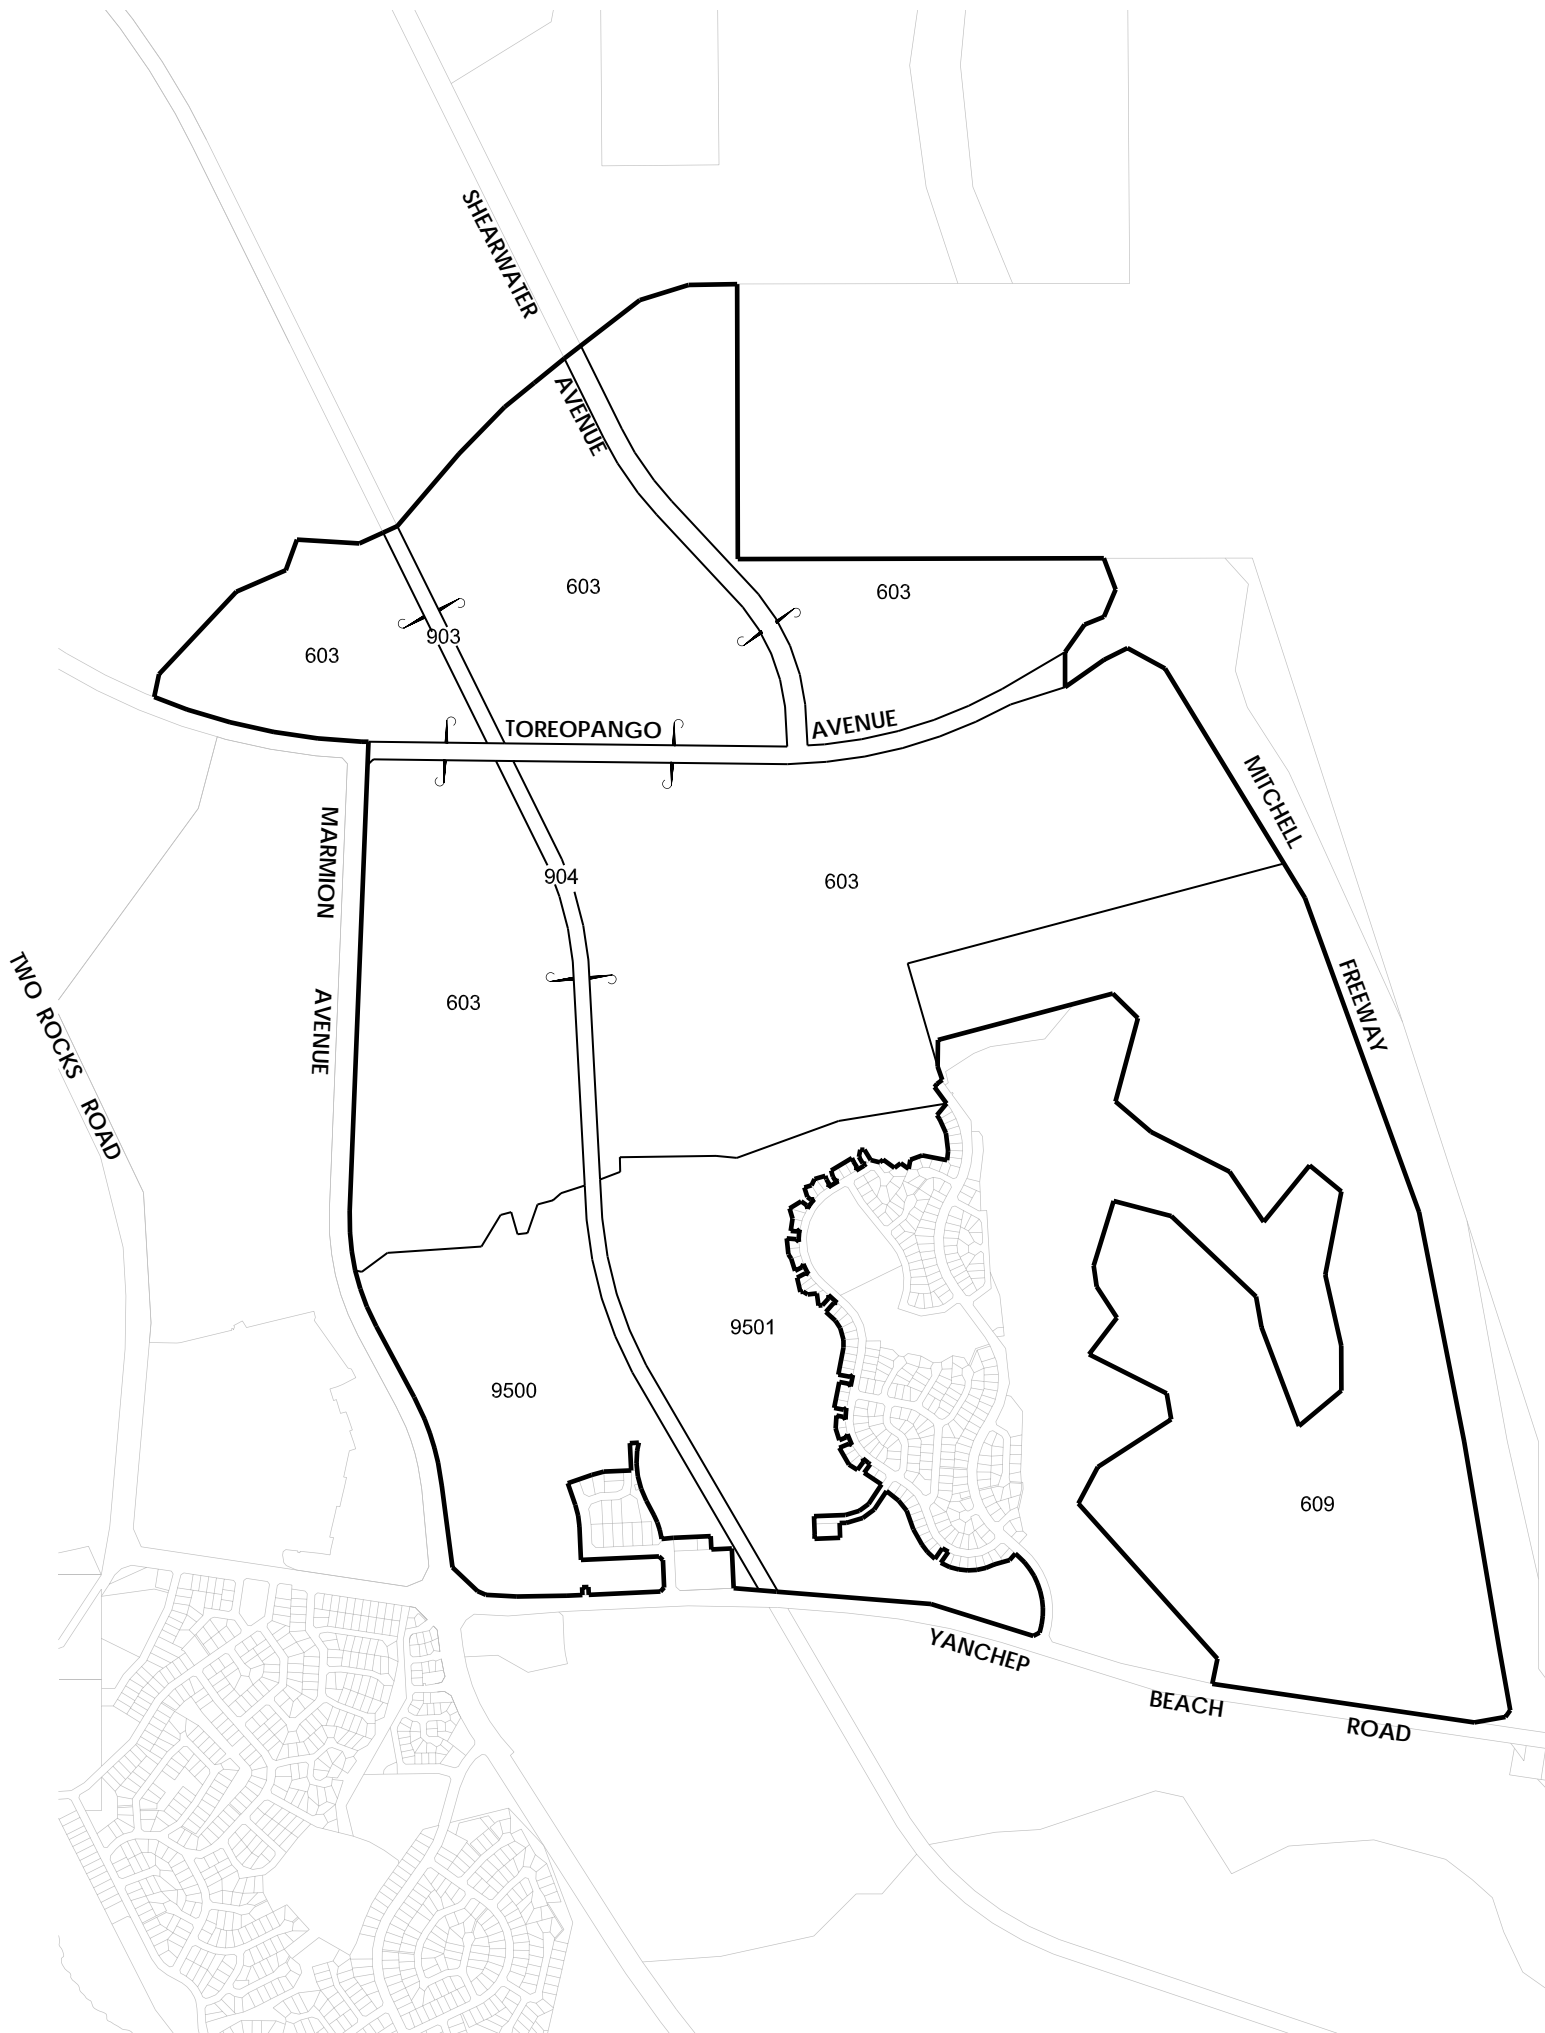 SHEARWATER
AVENUE
603
603
903
603
TOREOPANGO
AVENUE
MITCHELL
MARMION
904
603
TWO ROCKS ROAD
AVENUE
603
FREEWAY
9501
9500
609
YANCHEP
BEACH
ROAD